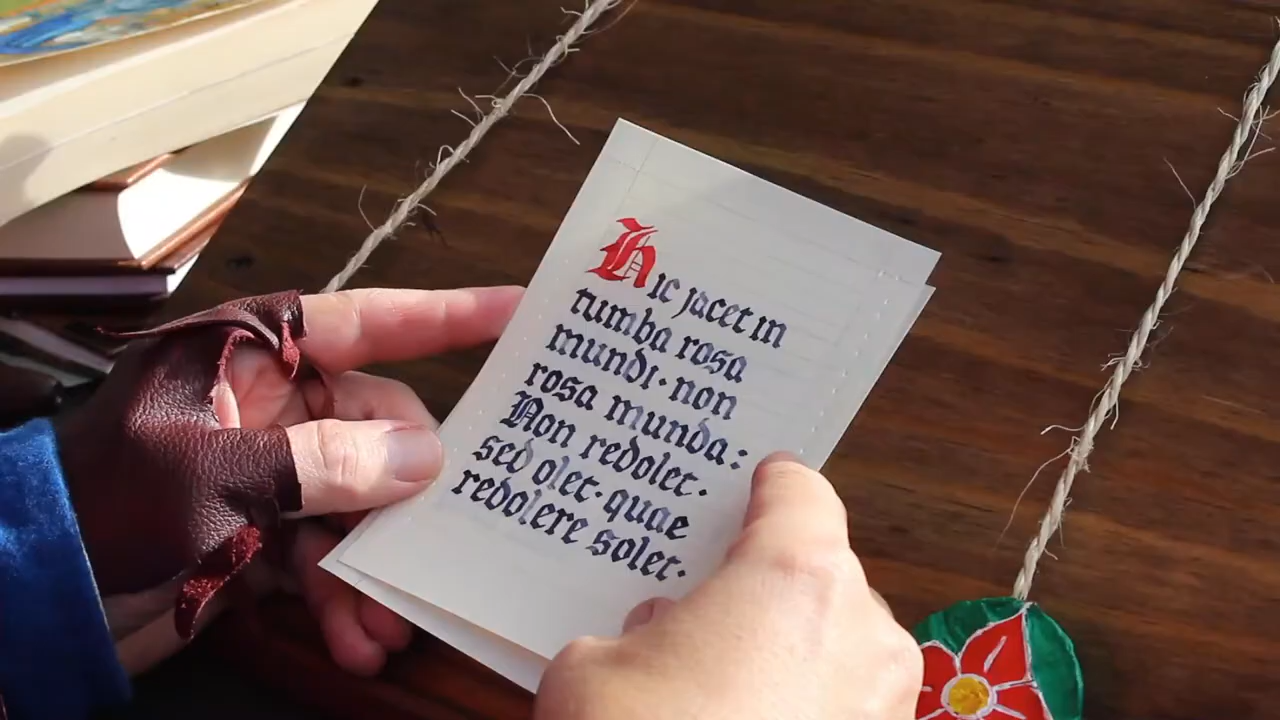 Hic jacet in
tumba rosa
mundi· non
rosa munda:
Non redolet·
sed olet· quae
redolere solet·